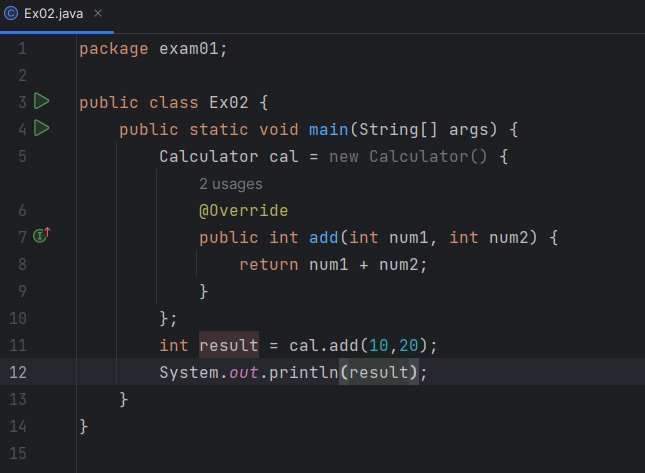 Ex02.java
1 package exam01;
2
3 public class Ex02 {
4     public static void main(String[] args) {
5         Calculator cal = new Calculator() {
            2 usages
6             @Override
7             public int add(int num1, int num2) {
8                 return num1 + num2;
9             }
10         };
11         int result = cal.add(10,20);
12         System.out.println(result);
13     }
14 }
15